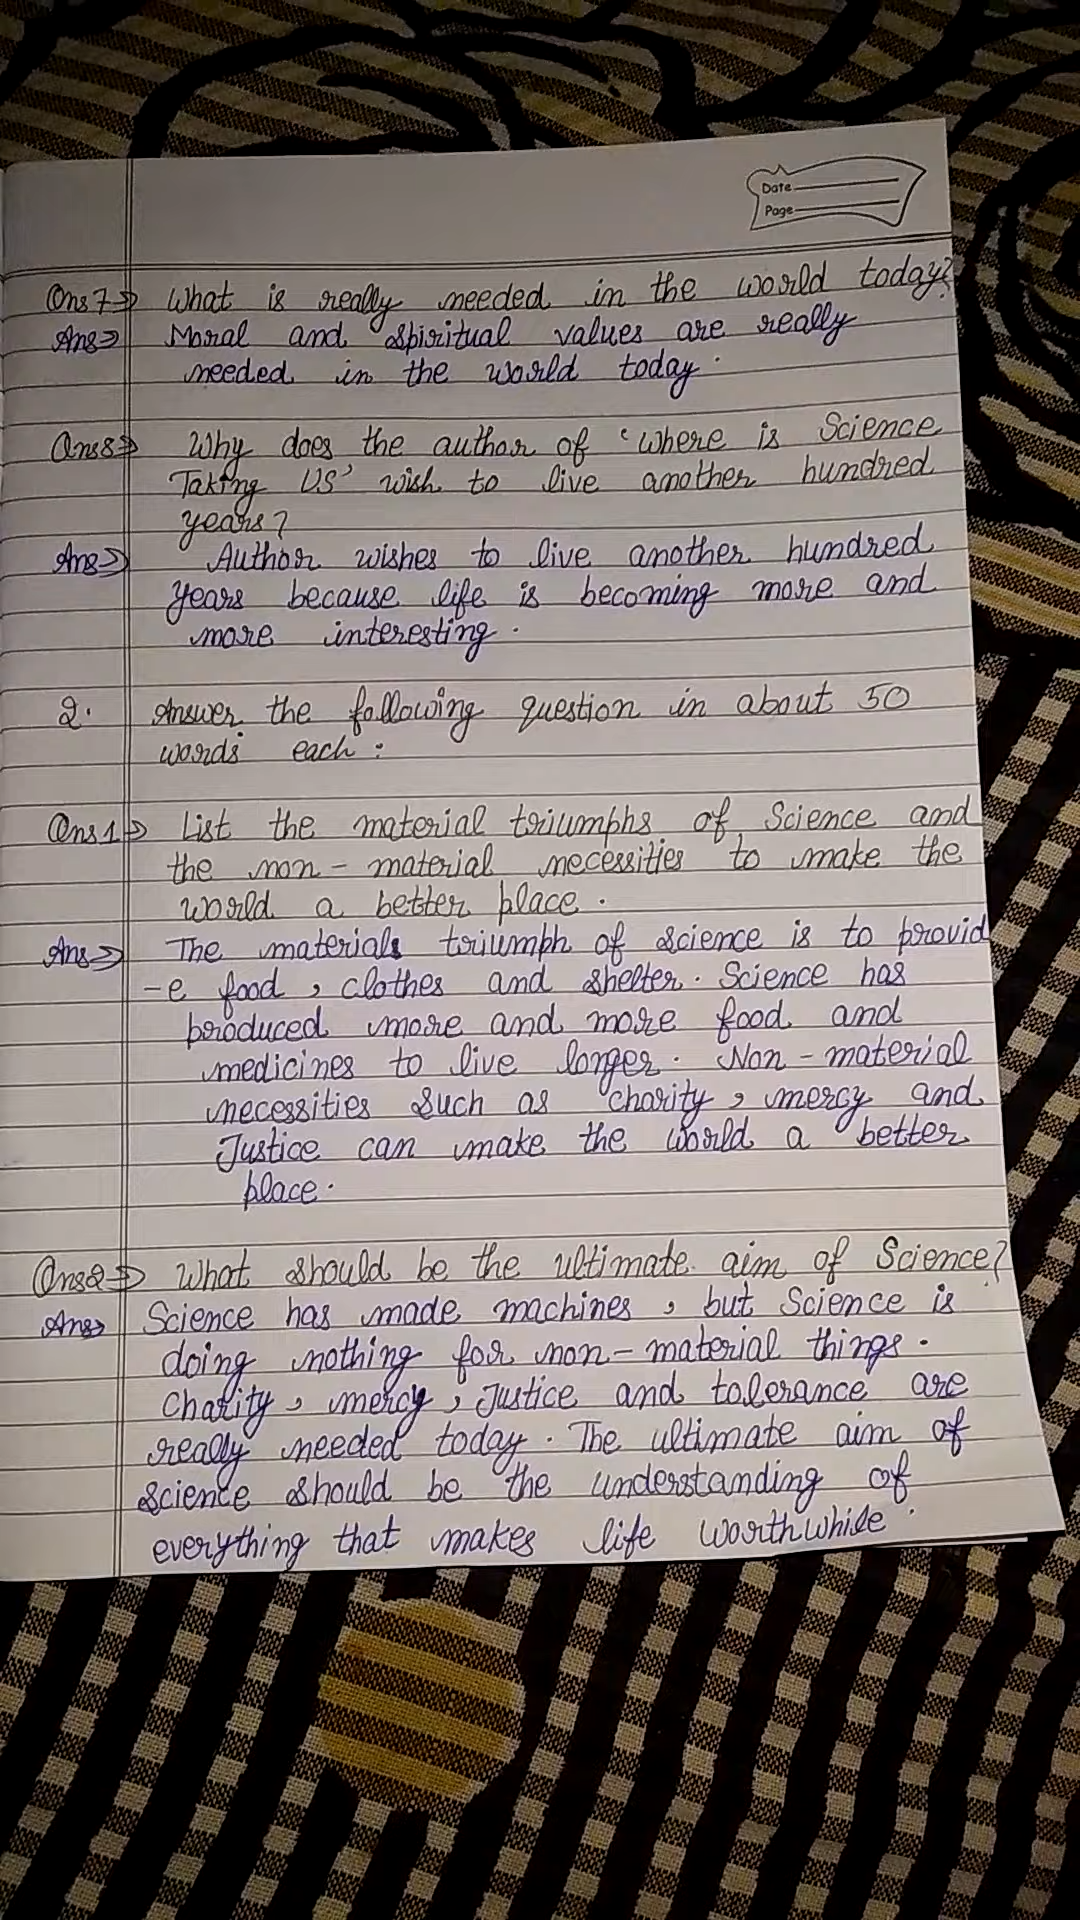 Date
Page
Qns7⇒ What is really needed in the world today?
Ans⇒ Moral and spiritual values are really
needed in the world today.
Qns8⇒ Why does the author of 'where is Science
Taking US' wish to live another hundred
years?
Ans⇒ Author wishes to live another hundred
years because life is becoming more and
more interesting.
2. Answer the following question in about 50
words each:
Qns1⇒ List the material triumphs of Science and
the non-material necessities to make the
world a better place.
Ans⇒ The materials triumph of science is to provid
-e food, clothes and shelter. Science has
produced more and more food and
medicines to live longer. Non-material
necessities such as charity, mercy and
Justice can make the world a better
place.
Qns2⇒ What should be the ultimate aim of Science?
Ans⇒ Science has made machines, but Science is
doing nothing for non-material things.
Charity, mercy, Justice and tolerance are
really needed today. The ultimate aim of
science should be the understanding of
everything that makes life worthwhile.